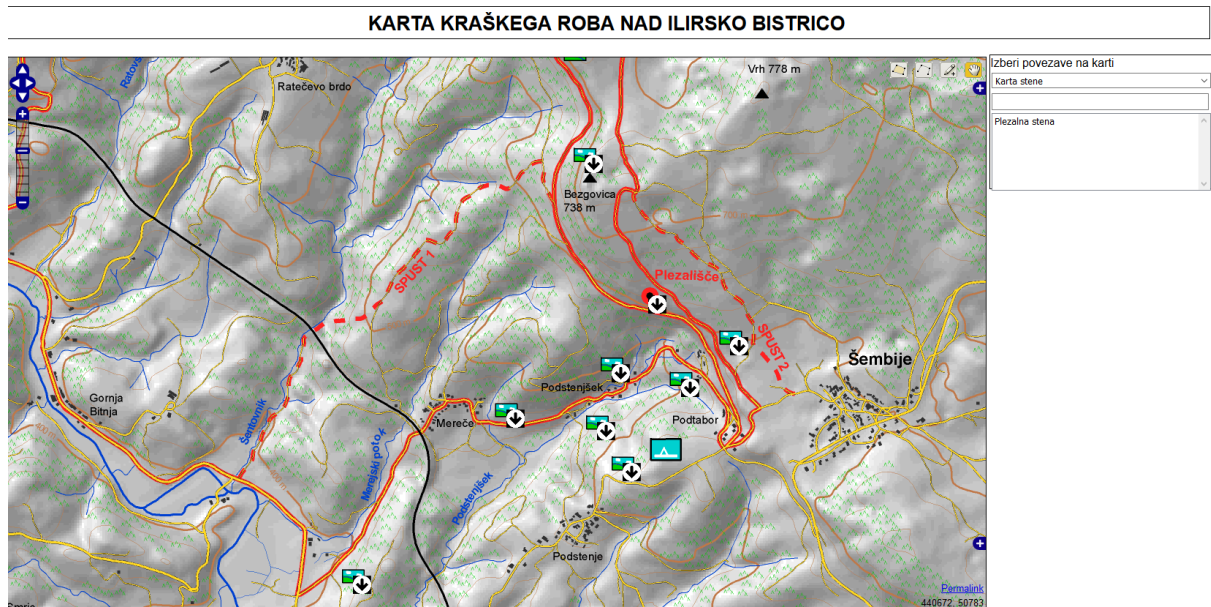 KARTA KRAŠKEGA ROBA NAD ILIRSKO BISTRICO
Izberi povezave na karti
Karta stene
Plezalna stena
Vrh 778 m
Ratečevo brdo
Bezgovica
738 m
700 m
Plezališče
SPUST 1
SPUST 2
Šembije
Podstenjšek
Gornja
Bitnja
Mereče
Podtabor
Šentovnik
Merejski potok
Podstenjšek
Podstenje
Permalink
440672, 50783